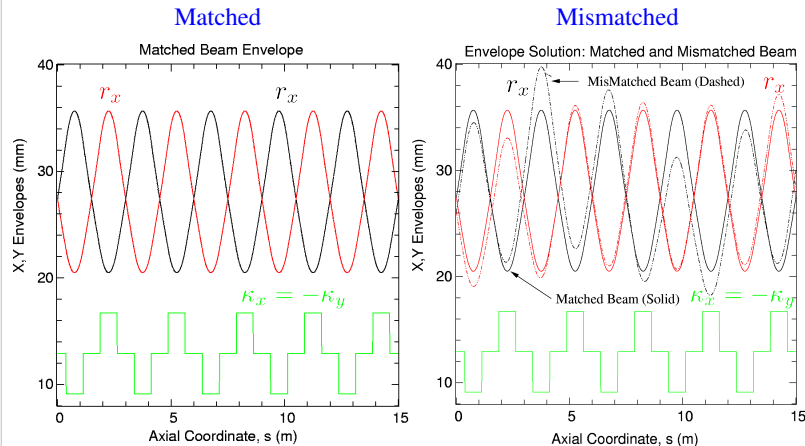 Matched
Matched Beam Envelope
40
30
20
10
X,Y Envelopes (mm)
r_x
r_x
κ_x = −κ_y
0
5
10
15
Axial Coordinate, s (m)
Mismatched
Envelope Solution: Matched and Mismatched Beam
40
30
20
10
X,Y Envelopes (mm)
r_x
MisMatched Beam (Dashed)
r_x
Matched Beam (Solid)
κ_x = −κ_y
0
5
10
15
Axial Coordinate, s (m)